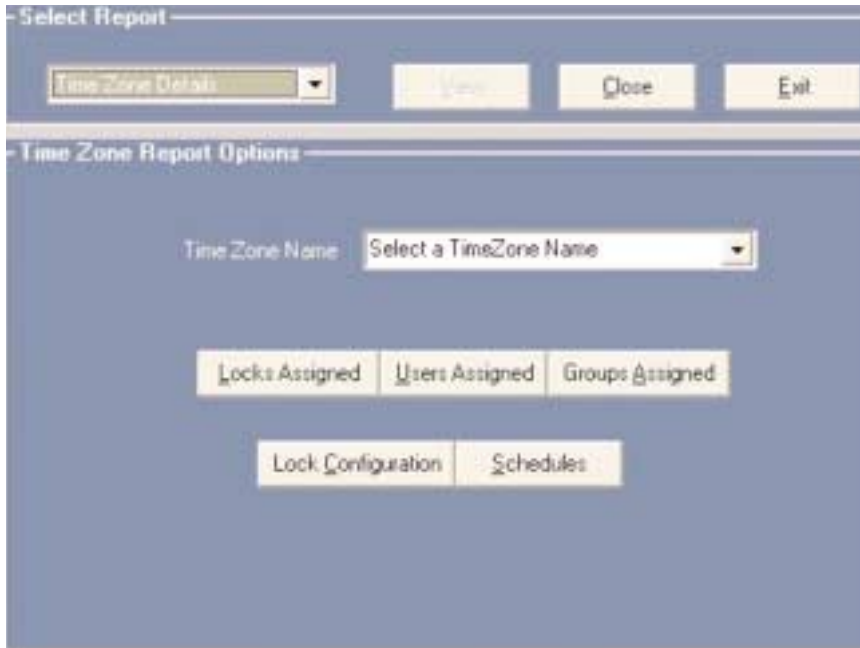 Select Report
Time Zone Details
View
Close
Exit
Time Zone Report Options
Time Zone Name
Select a TimeZone Name
Locks Assigned
Users Assigned
Groups Assigned
Lock Configuration
Schedules